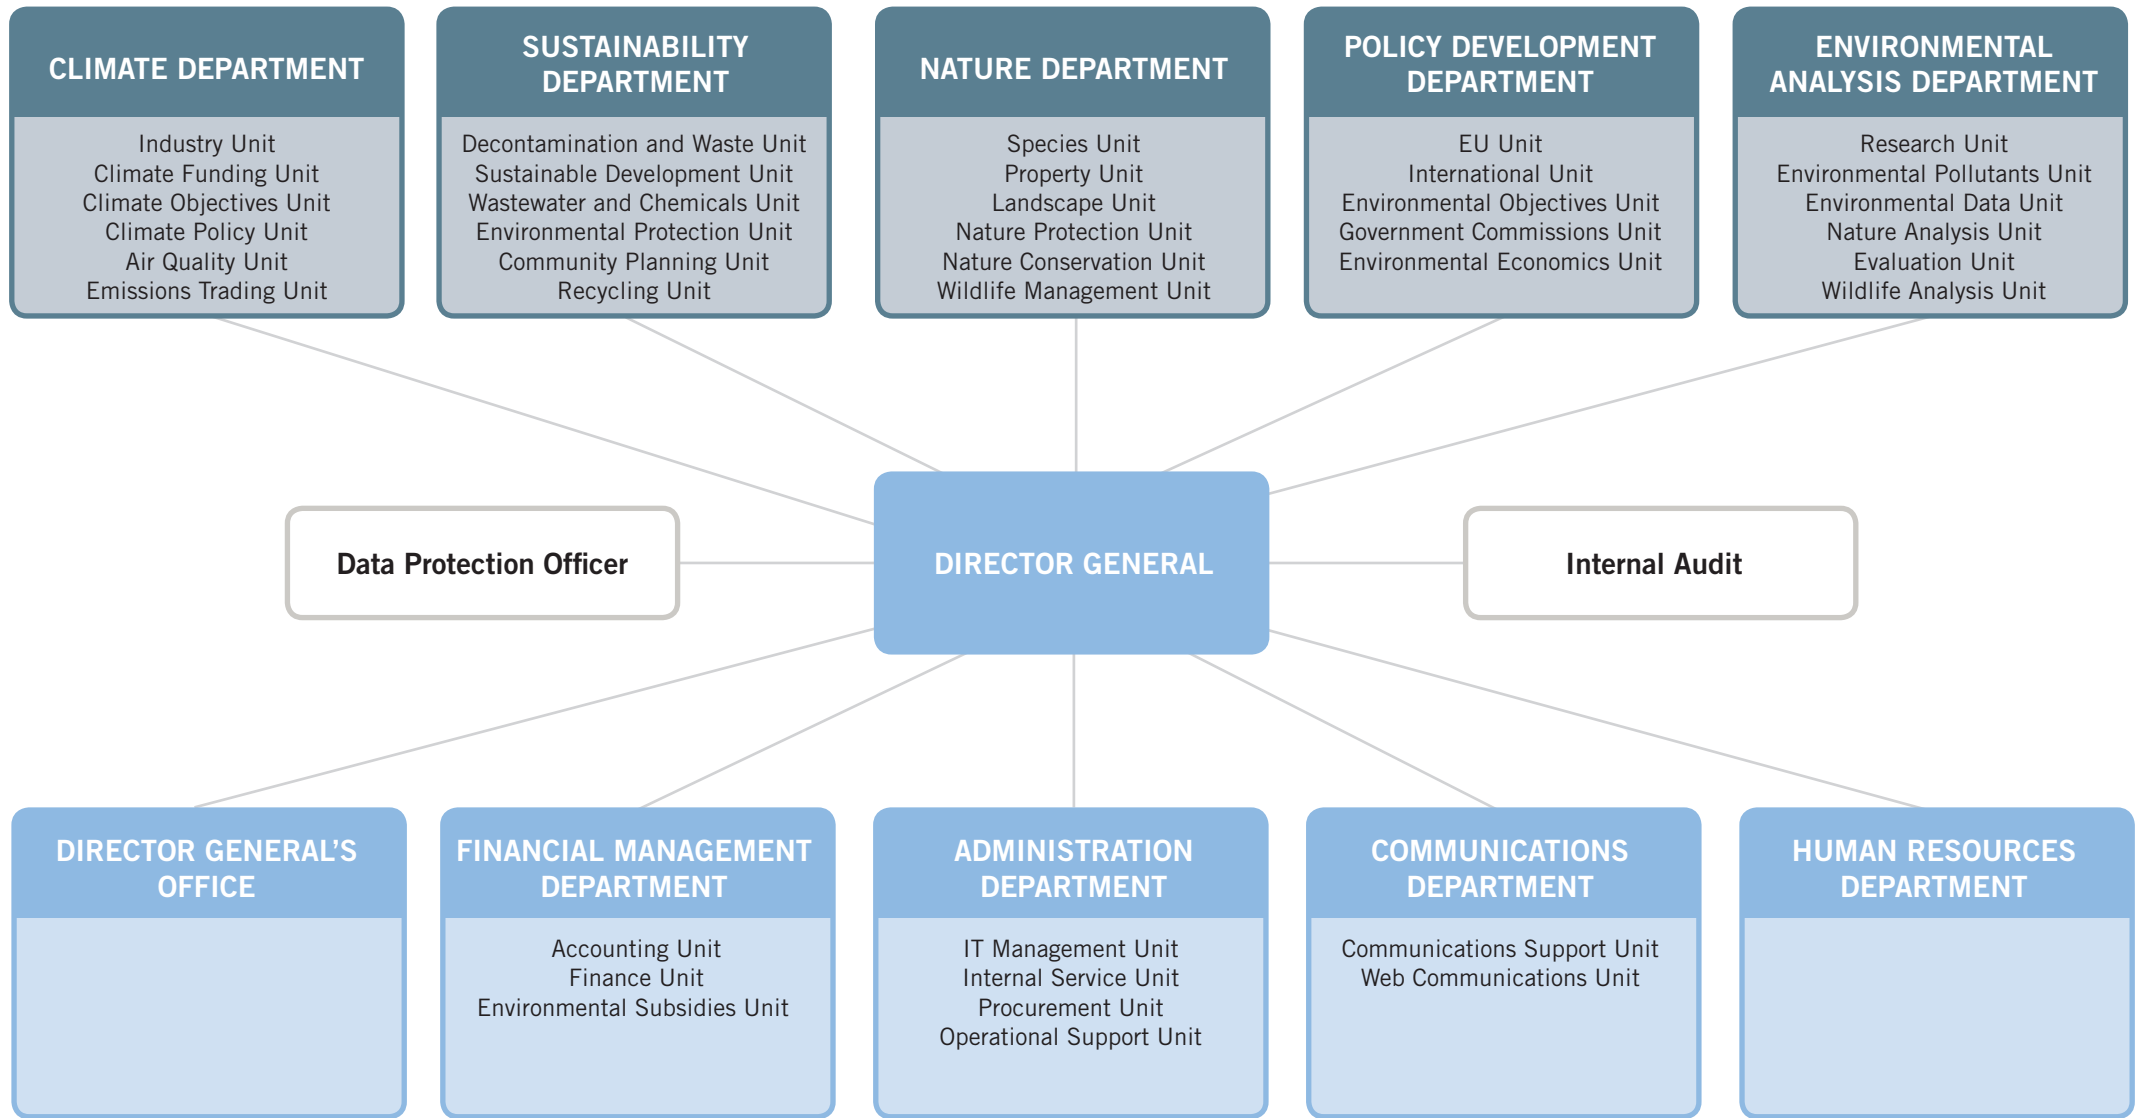 CLIMATE DEPARTMENT
Industry Unit
Climate Funding Unit
Climate Objectives Unit
Climate Policy Unit
Air Quality Unit
Emissions Trading Unit
SUSTAINABILITY
DEPARTMENT
Decontamination and Waste Unit
Sustainable Development Unit
Wastewater and Chemicals Unit
Environmental Protection Unit
Community Planning Unit
Recycling Unit
NATURE DEPARTMENT
Species Unit
Property Unit
Landscape Unit
Nature Protection Unit
Nature Conservation Unit
Wildlife Management Unit
POLICY DEVELOPMENT
DEPARTMENT
EU Unit
International Unit
Environmental Objectives Unit
Government Commissions Unit
Environmental Economics Unit
ENVIRONMENTAL
ANALYSIS DEPARTMENT
Research Unit
Environmental Pollutants Unit
Environmental Data Unit
Nature Analysis Unit
Evaluation Unit
Wildlife Analysis Unit
Data Protection Officer
DIRECTOR GENERAL
Internal Audit
DIRECTOR GENERAL’S
OFFICE
FINANCIAL MANAGEMENT
DEPARTMENT
Accounting Unit
Finance Unit
Environmental Subsidies Unit
ADMINISTRATION
DEPARTMENT
IT Management Unit
Internal Service Unit
Procurement Unit
Operational Support Unit
COMMUNICATIONS
DEPARTMENT
Communications Support Unit
Web Communications Unit
HUMAN RESOURCES
DEPARTMENT